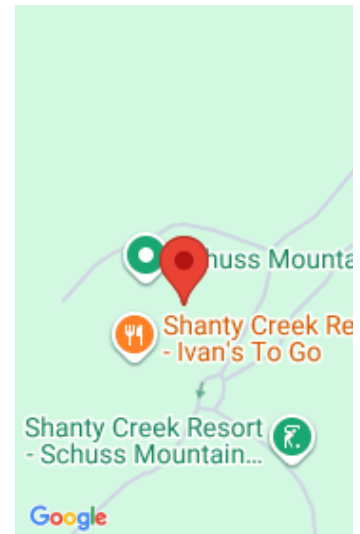 huss Mounta
Shanty Creek Re
- Ivan's To Go
Shanty Creek Resort
- Schuss Mountain...
Google